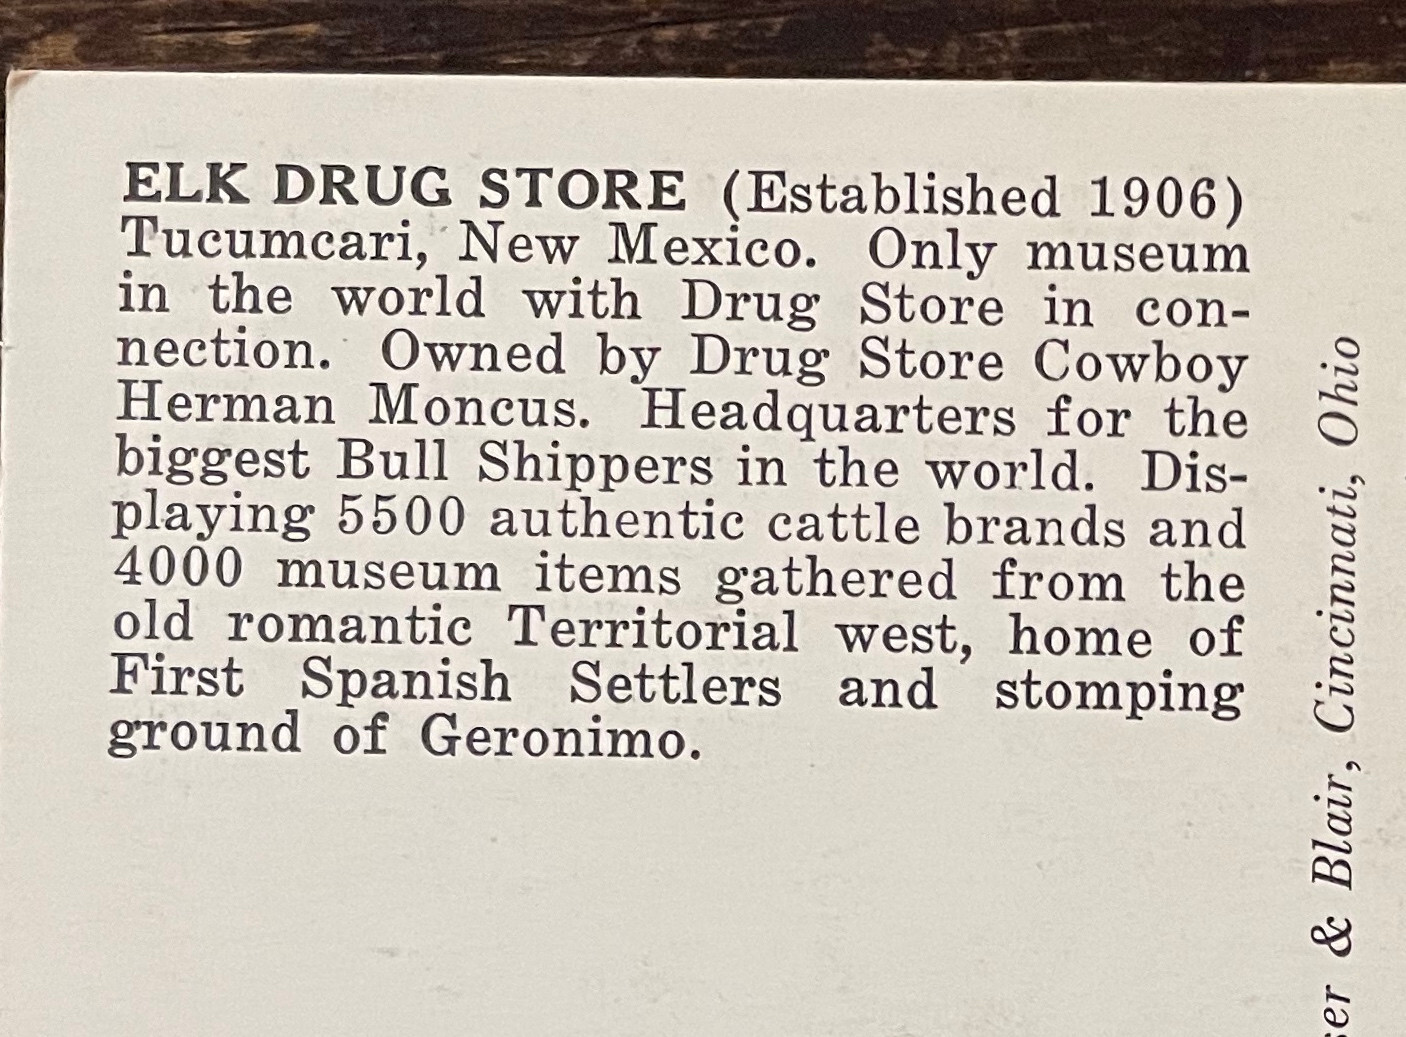 ELK DRUG STORE (Established 1906)
Tucumcari, New Mexico. Only museum
in the world with Drug Store in con-
nection. Owned by Drug Store Cowboy
Herman Moncus. Headquarters for the
biggest Bull Shippers in the world. Dis-
playing 5500 authentic cattle brands and
4000 museum items gathered from the
old romantic Territorial west, home of
First Spanish Settlers and stomping
ground of Geronimo.
& Blair, Cincinnati, Ohio